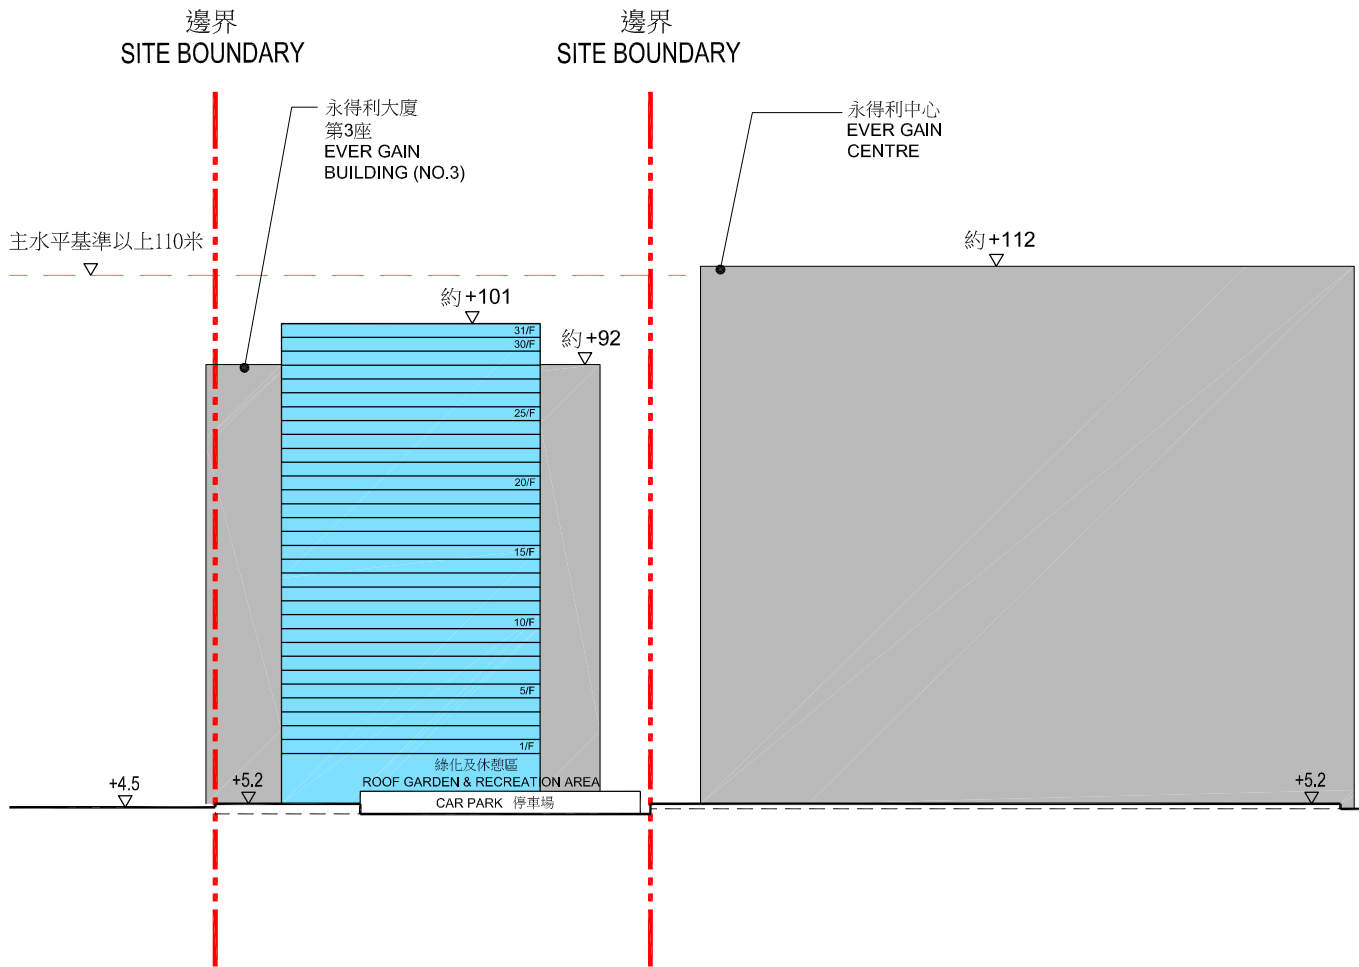 邊界
SITE BOUNDARY
邊界
SITE BOUNDARY
永得利大廈
第3座
EVER GAIN
BUILDING (NO.3)
永得利中心
EVER GAIN
CENTRE
主水平基準以上110米
約+112
約+101
約+92
31/F
30/F
25/F
20/F
15/F
10/F
5/F
1/F
綠化及休憩區
ROOF GARDEN & RECREATION AREA
CAR PARK 停車場
+4.5
+5.2
+5.2